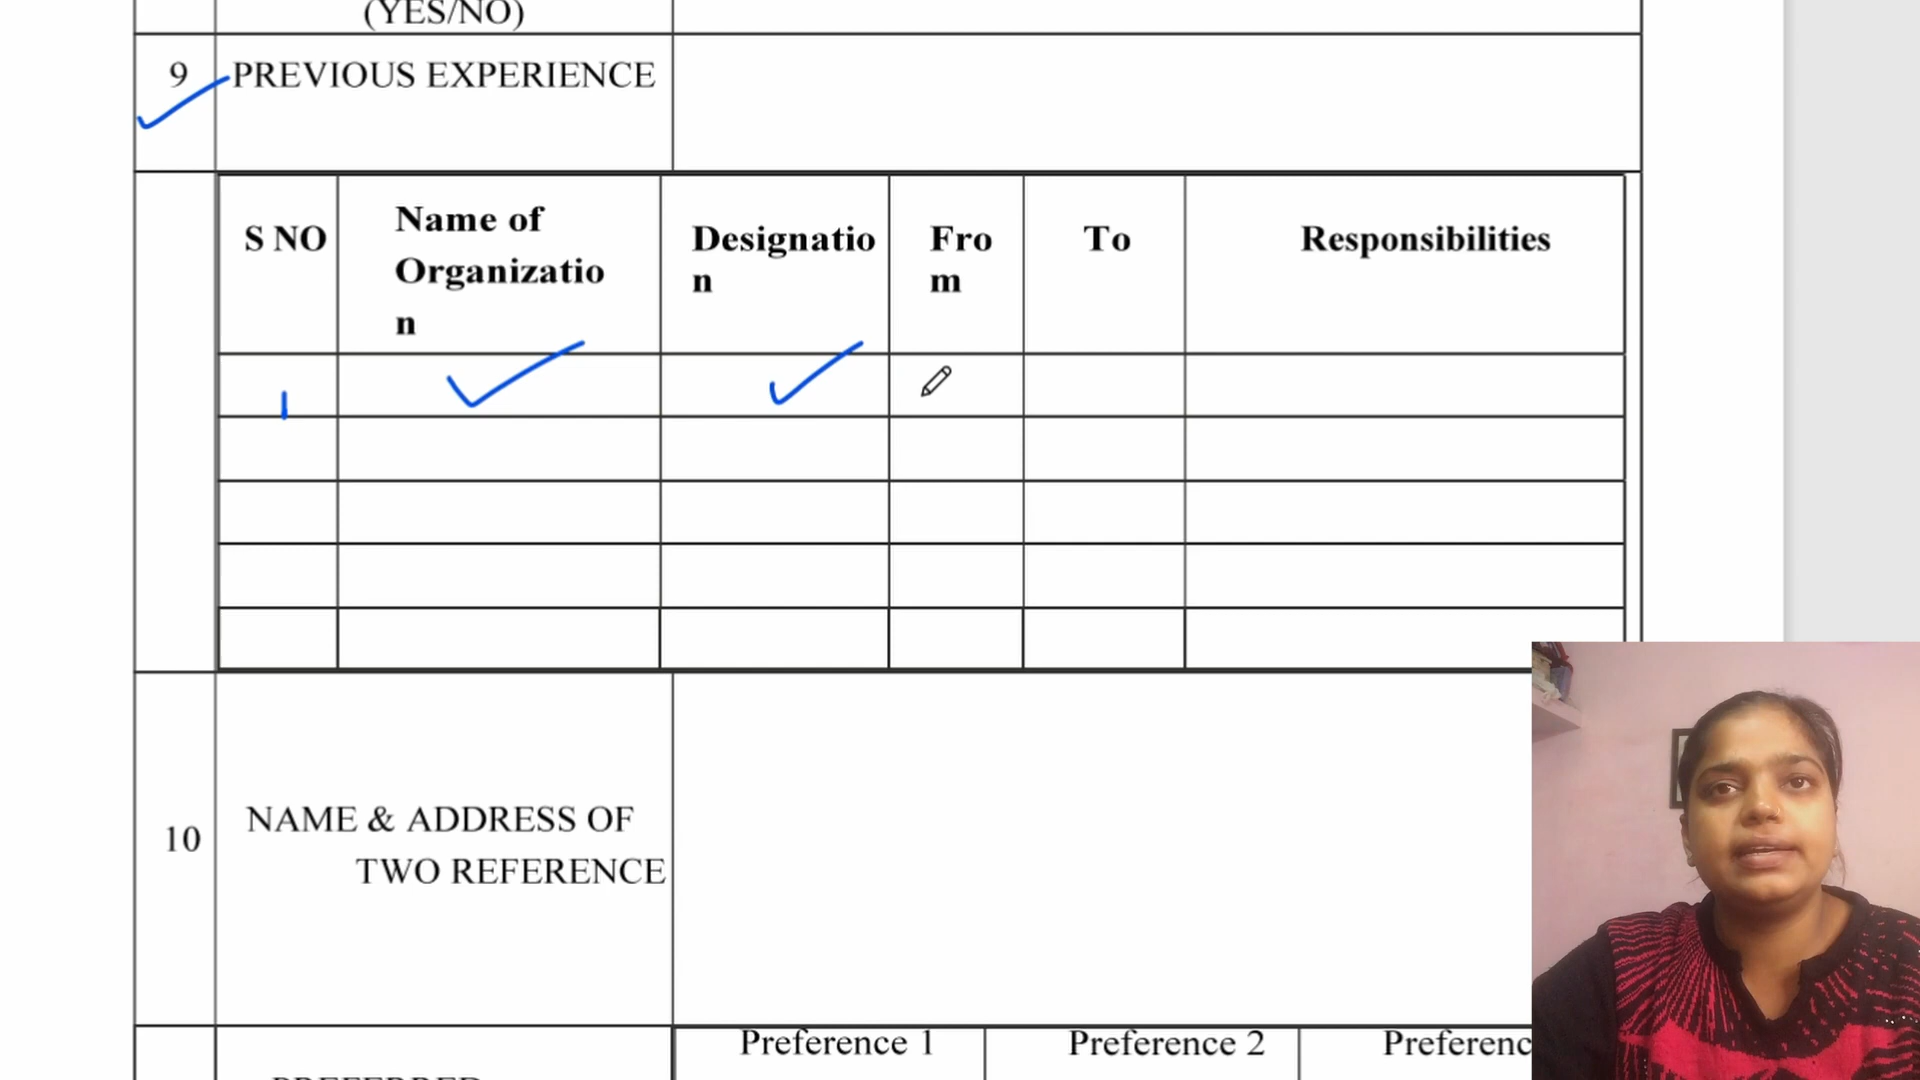 (YES/NO)
9 PREVIOUS EXPERIENCE
S NO
Name of
Organizatio
n
Designatio
n
Fro
m
To
Responsibilities
1
10
NAME & ADDRESS OF
TWO REFERENCE
Preference 1
Preference 2
Preferenc
PREFERRED